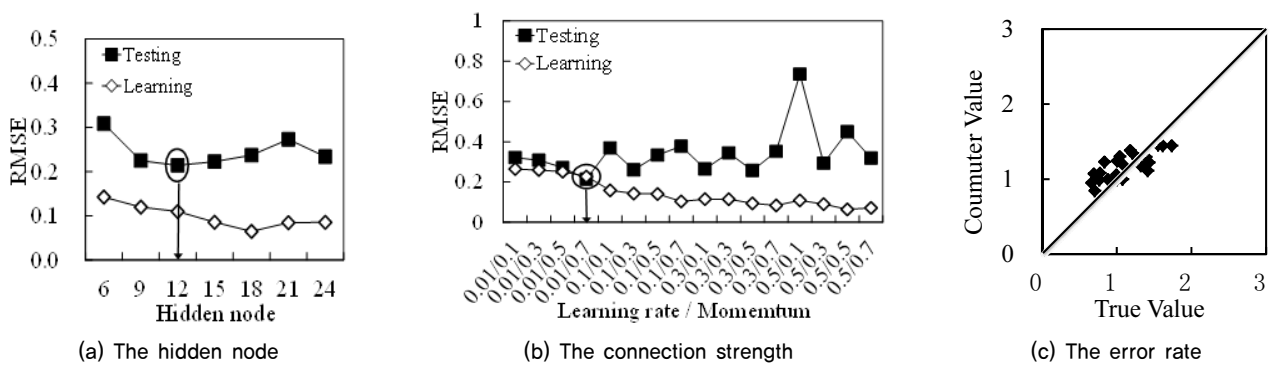 0.5
0.4
0.3
0.2
0.1
0.0
RMSE
Testing
Learning
6 9 12 15 18 21 24
Hidden node
(a) The hidden node
1
0.8
0.6
0.4
0.2
0
RMSE
Testing
Learning
0.01/0.1
0.01/0.3
0.01/0.5
0.01/0.7
0.1/0.1
0.1/0.3
0.1/0.5
0.1/0.7
0.3/0.1
0.3/0.3
0.3/0.5
0.3/0.7
0.5/0.1
0.5/0.3
0.5/0.5
0.5/0.7
Learning rate / Momemtum
(b) The connection strength
3
2
1
0
Coumuter Value
0 1 2 3
True Value
(c) The error rate